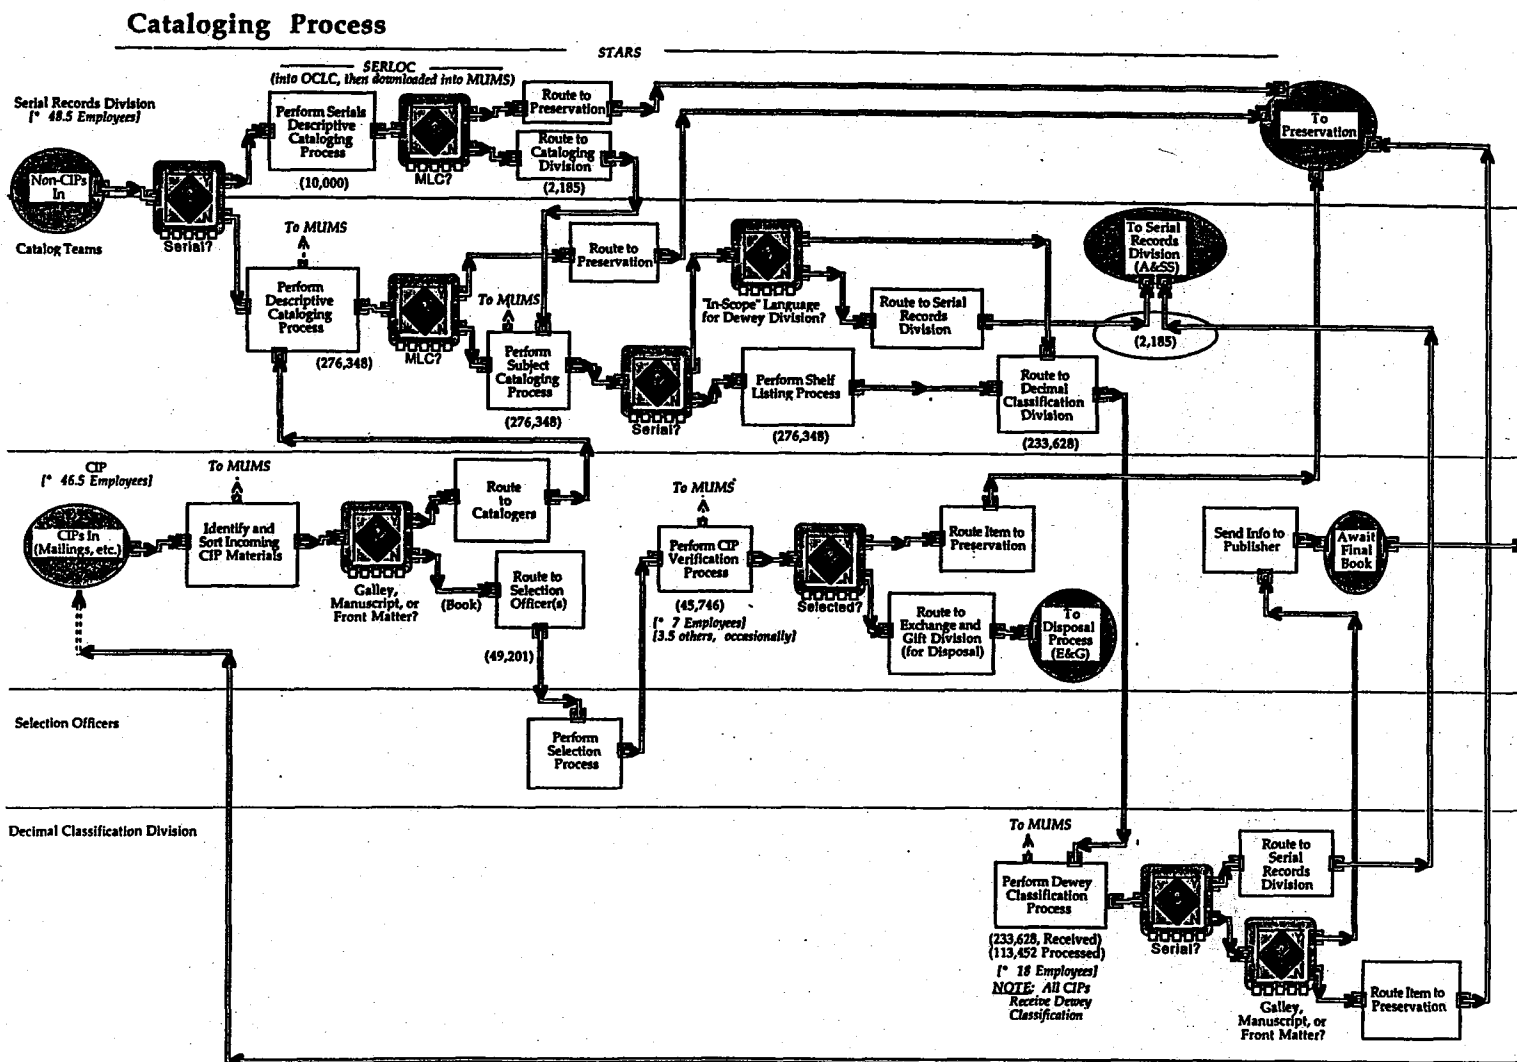 Cataloging Process
STARS
SERLOC
(into OCLC, then downloaded into MUMS)
Serial Records Division
[* 48.5 Employees]
Non-CIPs
In
Catalog Teams
Serial?
Perform Serials
Descriptive
Cataloging
Process
(10,000)
MLC?
Route to
Preservation
Route to
Cataloging
Division
(2,185)
To
Preservation
To MUMS
Perform
Descriptive
Cataloging
Process
(276,348)
MLC?
Route to
Preservation
To MUMS
Perform
Subject
Cataloging
Process
(276,348)
Serial?
"In-Scope" Language
for Dewey Division?
Route to Serial
Records
Division
To Serial
Records
Division
(A&SS)
(2,185)
Perform Shelf
Listing Process
(276,348)
Route to
Decimal
Classification
Division
(233,628)
CIP
[* 46.5 Employees]
CIPs In
(Mailings, etc.)
To MUMS
Identify and
Sort Incoming
CIP Materials
Galley,
Manuscript, or
Front Matter?
Route
to
Catalogers
(Book)
Route to
Selection
Officer(s)
(49,201)
To MUMS
Perform CIP
Verification
Process
(45,746)
[* 7 Employees]
[3.5 others, occasionally]
Selected?
Route Item to
Preservation
Route to
Exchange and
Gift Division
(for Disposal)
To
Disposal
Process
(E&G)
Send Info to
Publisher
Await
Final
Book
Selection Officers
Perform
Selection
Process
Decimal Classification Division
To MUMS
Perform Dewey
Classification
Process
(233,628, Received)
(113,452 Processed)
[* 18 Employees]
NOTE: All CIPs
Receive Dewey
Classification
Serial?
Route to
Serial
Records
Division
Galley,
Manuscript, or
Front Matter?
Route Item to
Preservation